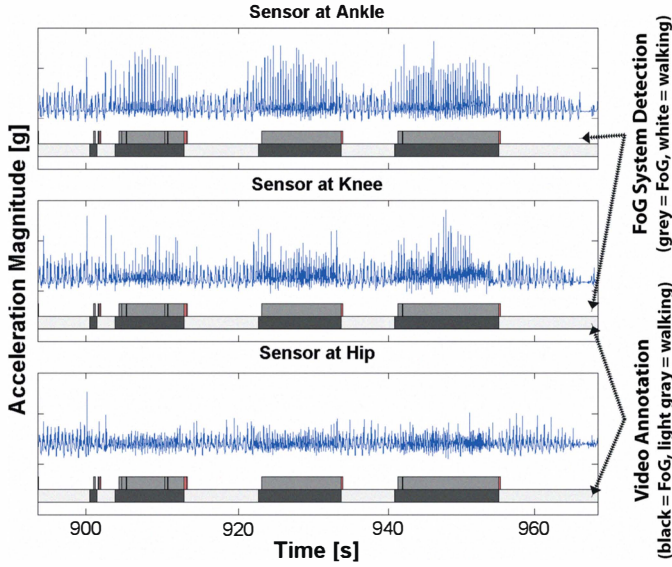 Sensor at Ankle
Sensor at Knee
Sensor at Hip
Acceleration Magnitude [g]
900 920 940 960
Time [s]
FoG System Detection
(grey = FoG, white = walking)
Video Annotation
(black = FoG, light gray = walking)